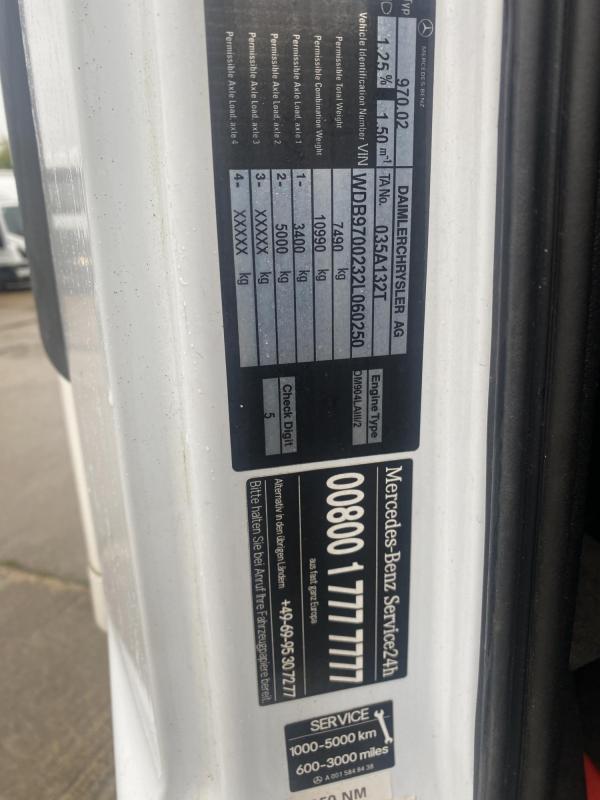 MERCEDES-BENZ
Typ 970.02 DAIMLERCHRYSLER AG
D 1.25 % 1.50 m⁻¹ TA No. 035A132T
Engine Type
OM904LAIII/2
Vehicle Identification Number VIN WDB9700232L060250
Permissible Total Weight 7490 kg
Permissible Combination Weight 10990 kg
Permissible Axle Load, axle 1 1- 3400 kg
Permissible Axle Load, axle 2 2- 5000 kg
Permissible Axle Load, axle 3 3- XXXXX kg
Permissible Axle Load, axle 4 4- XXXXX kg
Check Digit
5
Mercedes-Benz Service24h
00800 1 777 7777
aus fast ganz Europa
Alternativ in den übrigen Ländern +49-69-95 30 72 77
Bitte halten Sie bei Anruf Ihre Fahrzeugpapiere bereit.
SERVICE
1000-5000 km
600-3000 miles
A 001 584 84 38
NM